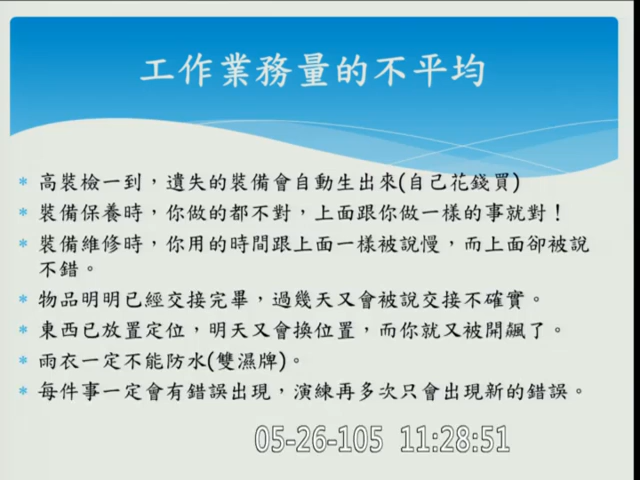 工作業務量的不平均
* 高裝檢一到，遺失的裝備會自動生出來(自己花錢買)
* 裝備保養時，你做的都不對，上面跟你做一樣的事就對！
* 裝備維修時，你用的時間跟上面一樣被說慢，而上面卻被說
不錯。
* 物品明明已經交接完畢，過幾天又會被說交接不確實。
* 東西已放置定位，明天又會換位置，而你就又被開飆了。
* 雨衣一定不能防水(雙濕牌)。
* 每件事一定會有錯誤出現，演練再多次只會出現新的錯誤。
05-26-105 11:28:51